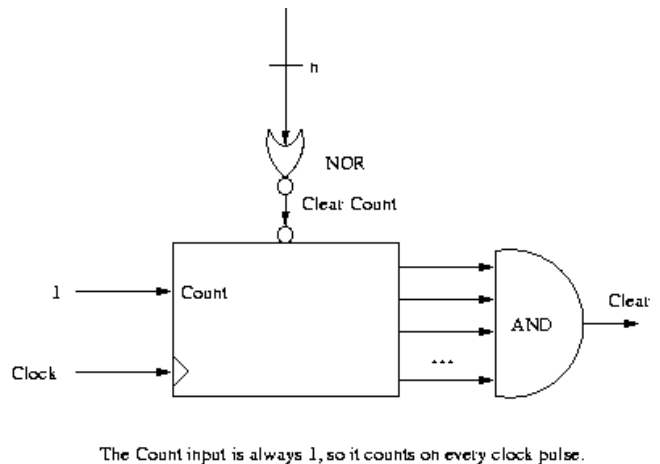 n
NOR
Clear Count
1
Count
Clear
AND
...
Clock
The Count input is always 1, so it counts on every clock pulse.